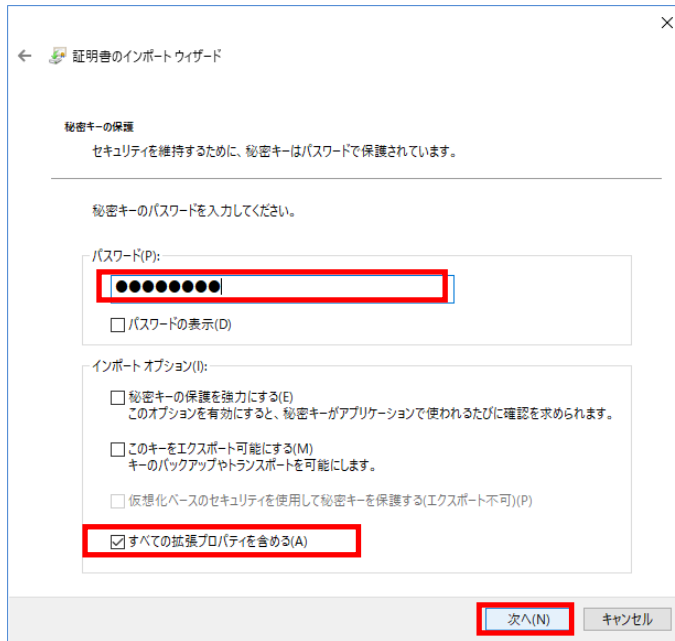 証明書のインポート ウィザード
秘密キーの保護
セキュリティを維持するために、秘密キーはパスワードで保護されています。
秘密キーのパスワードを入力してください。
パスワード(P):
●●●●●●●●
パスワードの表示(D)
インポート オプション(I):
秘密キーの保護を強力にする(E)
このオプションを有効にすると、秘密キーがアプリケーションで使われるたびに確認を求められます。
このキーをエクスポート可能にする(M)
キーのバックアップやトランスポートを可能にします。
仮想化ベースのセキュリティを使用して秘密キーを保護する(エクスポート不可)(P)
すべての拡張プロパティを含める(A)
次へ(N)
キャンセル